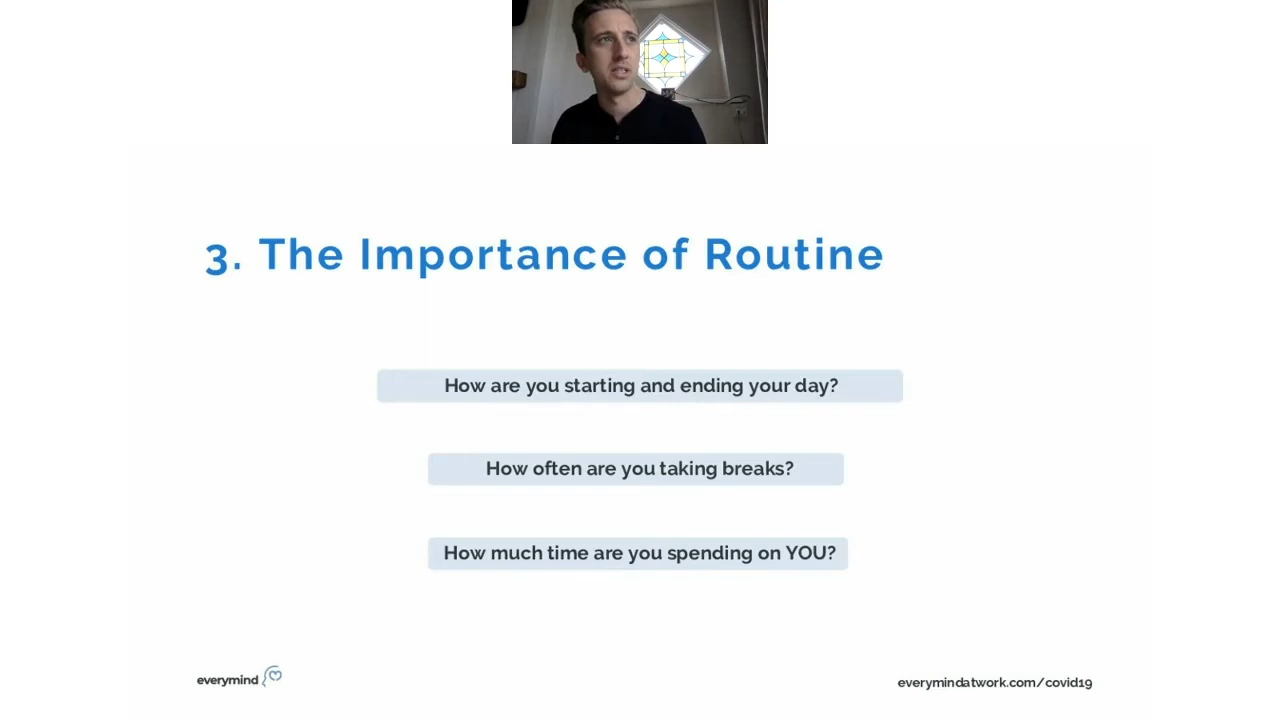 3. The Importance of Routine
How are you starting and ending your day?
How often are you taking breaks?
How much time are you spending on YOU?
everymind
everymindatwork.com/covid19